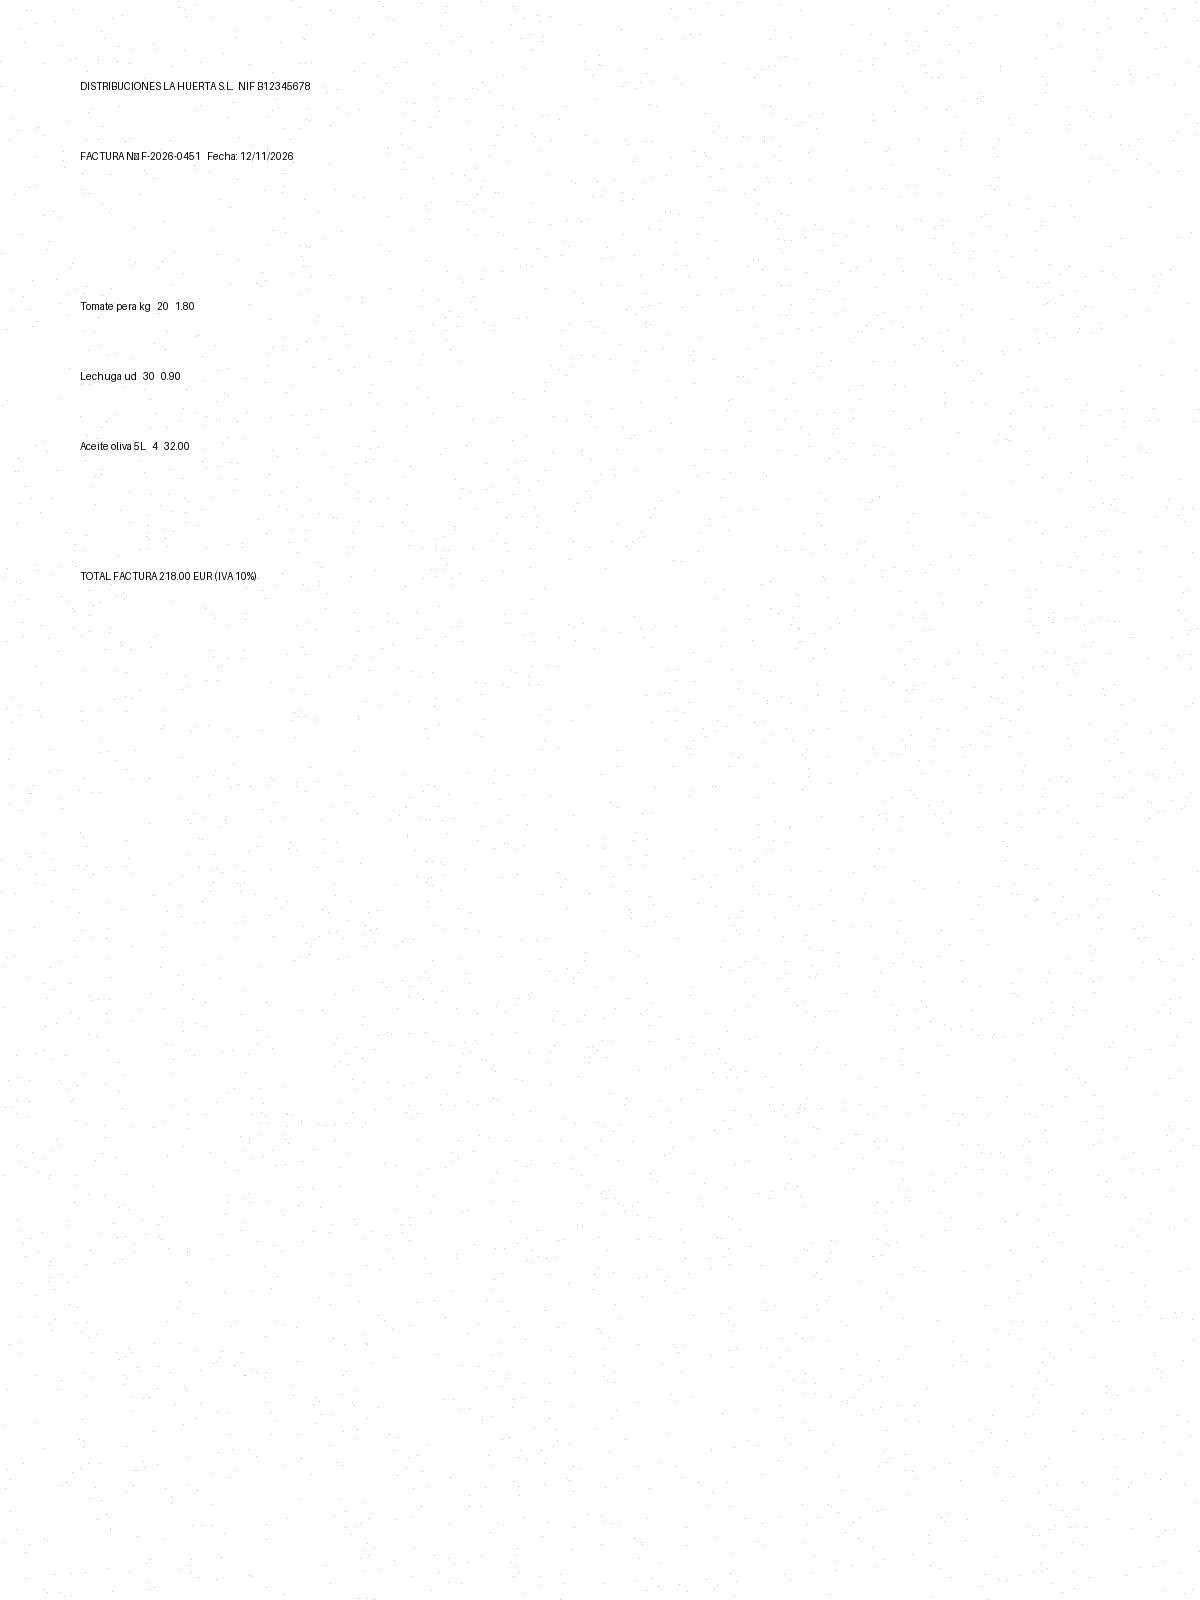 DISTRIBUCIONES LA HUERTA S.L. NIF B12345678
FACTURA N F-2026-0451 Fecha: 12/11/2026
Tomate pera kg 20 1.80
Lechuga ud 30 0.90
Aceite oliva 5L 4 32.00
TOTAL FACTURA 218.00 EUR (IVA 10%)